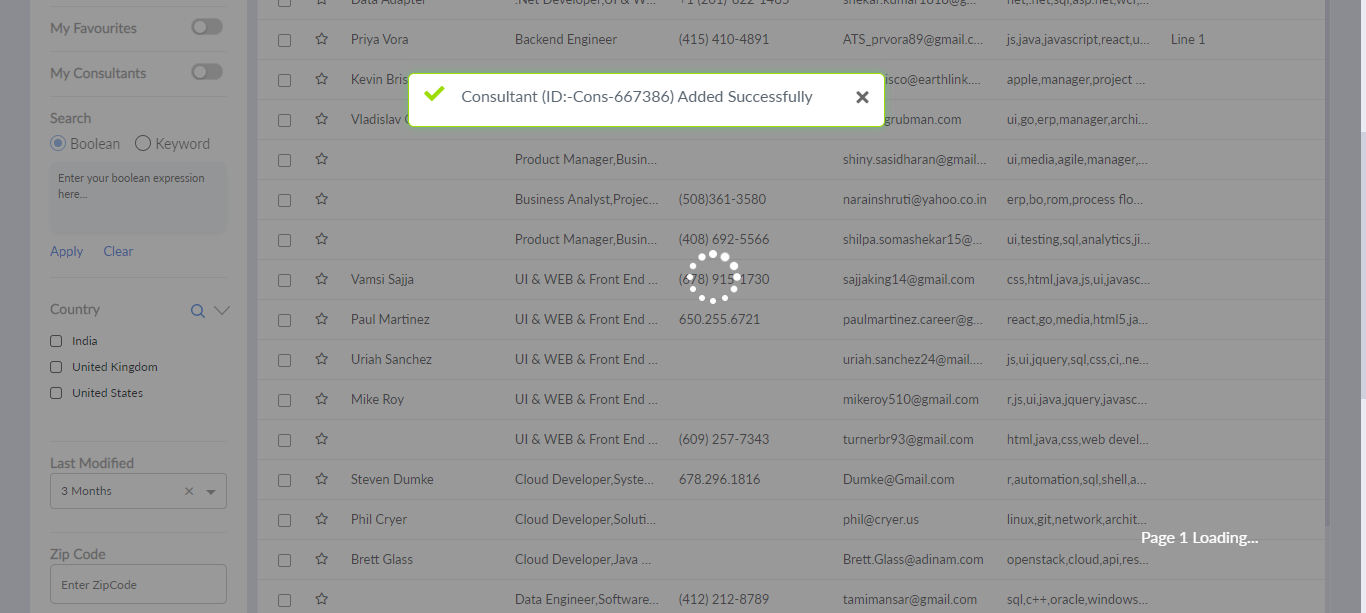 Data Adapter .Net Developer,UI & W... +1 (201) 822-1465 shekar.kumar1616@g... net,.net,sql,asp.net,wcf,...
My Favourites
Priya Vora Backend Engineer (415) 410-4891 ATS_prvora89@gmail.c... js,java,javascript,react,u... Line 1
My Consultants
Kevin Bris isco@earthlink.... apple,manager,project ...
Consultant (ID:-Cons-667386) Added Successfully
Search
Vladislav grubman.com ui,go,erp,manager,archi...
Boolean Keyword
Product Manager,Busin... shiny.sasidharan@gmail... ui,media,agile,manager,...
Enter your boolean expression
here...
Business Analyst,Projec... (508)361-3580 narainshruti@yahoo.co.in erp,bo,rom,process flo...
Product Manager,Busin... (408) 692-5566 shilpa.somashekar15@... ui,testing,sql,analytics,ji...
Apply Clear
Vamsi Sajja UI & WEB & Front End ... (678) 915-1730 sajjaking14@gmail.com css,html,java,js,ui,javasc...
Country
Paul Martinez UI & WEB & Front End ... 650.255.6721 paulmartinez.career@g... react,go,media,html5,ja...
India
Uriah Sanchez UI & WEB & Front End ... uriah.sanchez24@mail.... js,ui,jquery,sql,css,ci,.ne...
United Kingdom
United States
Mike Roy UI & WEB & Front End ... mikeroy510@gmail.com r,js,ui,java,jquery,javasc...
UI & WEB & Front End ... (609) 257-7343 turnerbr93@gmail.com html,java,css,web devel...
Last Modified
Steven Dumke Cloud Developer,Syste... 678.296.1816 Dumke@Gmail.com r,automation,sql,shell,a...
3 Months
Phil Cryer Cloud Developer,Soluti... phil@cryer.us linux,git,network,archit...
Page 1 Loading...
Zip Code
Brett Glass Cloud Developer,Java ... Brett.Glass@adinam.com openstack,cloud,api,res...
Enter ZipCode
Data Engineer,Software... (412) 212-8789 tamimansar@gmail.com sql,c++,oracle,windows...